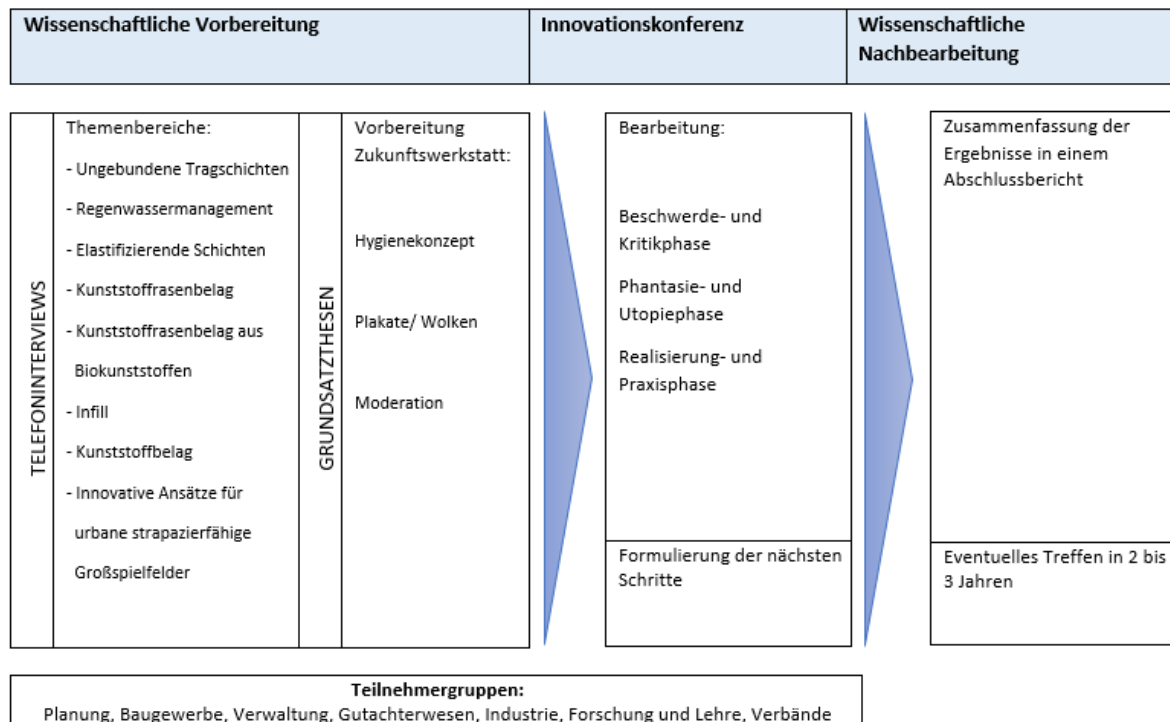 Wissenschaftliche Vorbereitung
Innovationskonferenz
Wissenschaftliche
Nachbearbeitung
TELEFONINTERVIEWS
Themenbereiche:
- Ungebundene Tragschichten
- Regenwassermanagement
- Elastifizierende Schichten
- Kunststoffrasenbelag
- Kunststoffrasenbelag aus
Biokunststoffen
- Infill
- Kunststoffbelag
- Innovative Ansätze für
urbane strapazierfähige
Großspielfelder
GRUNDSATZTHESEN
Vorbereitung
Zukunftswerkstatt:
Hygienekonzept
Plakate/ Wolken
Moderation
Bearbeitung:
Beschwerde- und
Kritikphase
Phantasie- und
Utopiephase
Realisierung- und
Praxisphase
Formulierung der nächsten
Schritte
Zusammenfassung der
Ergebnisse in einem
Abschlussbericht
Eventuelles Treffen in 2 bis
3 Jahren
Teilnehmergruppen:
Planung, Baugewerbe, Verwaltung, Gutachterwesen, Industrie, Forschung und Lehre, Verbände